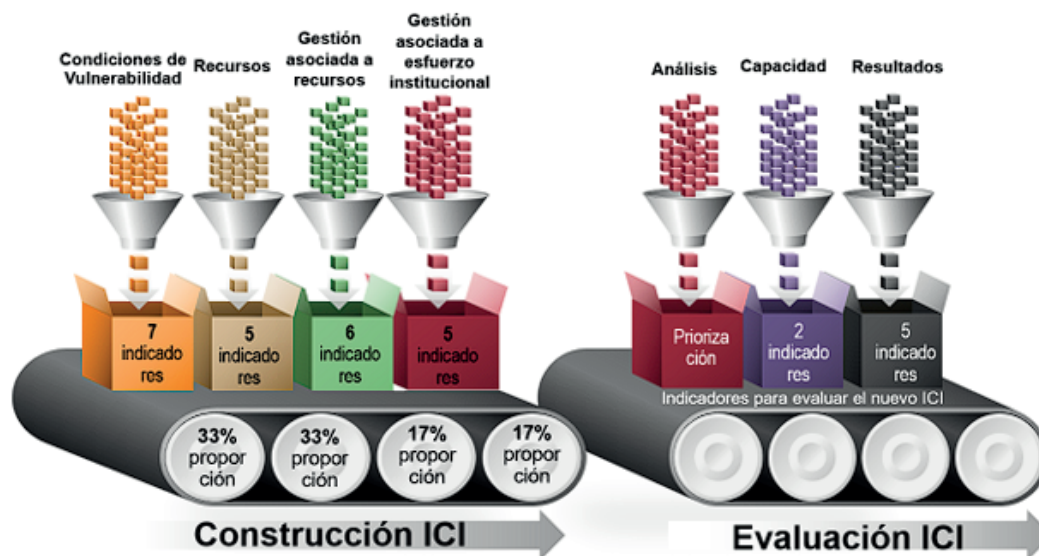 Condiciones de
Vulnerabilidad
Recursos
Gestión
asociada a
recursos
Gestión
asociada a
esfuerzo
institucional
7
indicado
res
5
indicado
res
6
indicado
res
5
indicado
res
33%
propor
ción
33%
propor
ción
17%
propor
ción
17%
propor
ción
Construcción ICI
Análisis
Capacidad
Resultados
Prioriza
ción
2
indicado
res
5
indicado
res
Indicadores para evaluar el nuevo ICI
Evaluación ICI